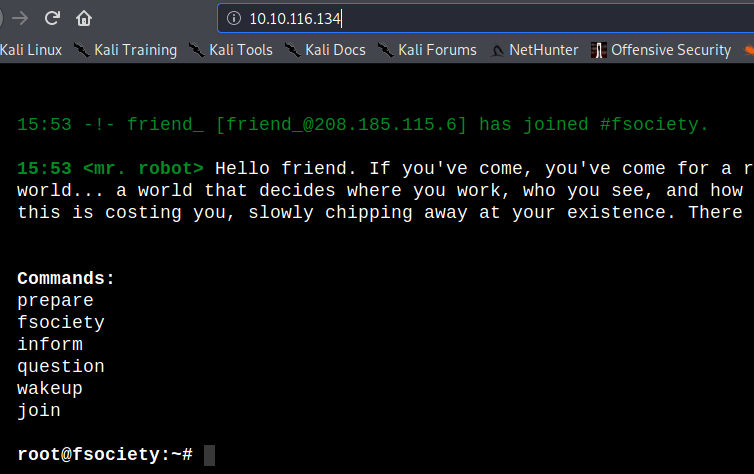 10.10.116.134
Kali Linux Kali Training Kali Tools Kali Docs Kali Forums NetHunter Offensive Security
15:53 -!- friend_ [friend_@208.185.115.6] has joined #fsociety.
15:53 <mr. robot> Hello friend. If you've come, you've come for a
world... a world that decides where you work, who you see, and how
this is costing you, slowly chipping away at your existence. There
Commands:
prepare
fsociety
inform
question
wakeup
join
root@fsociety:~#